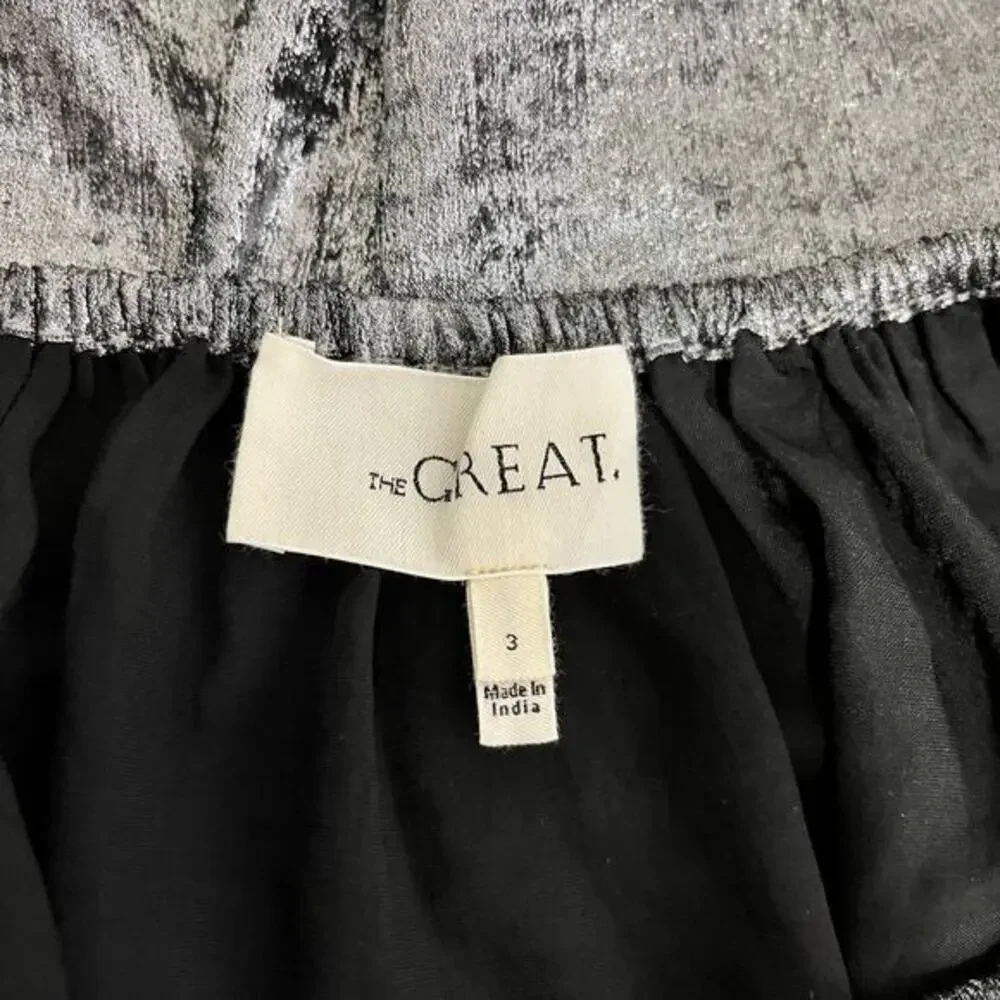 THE GREAT.
3
Made In
India